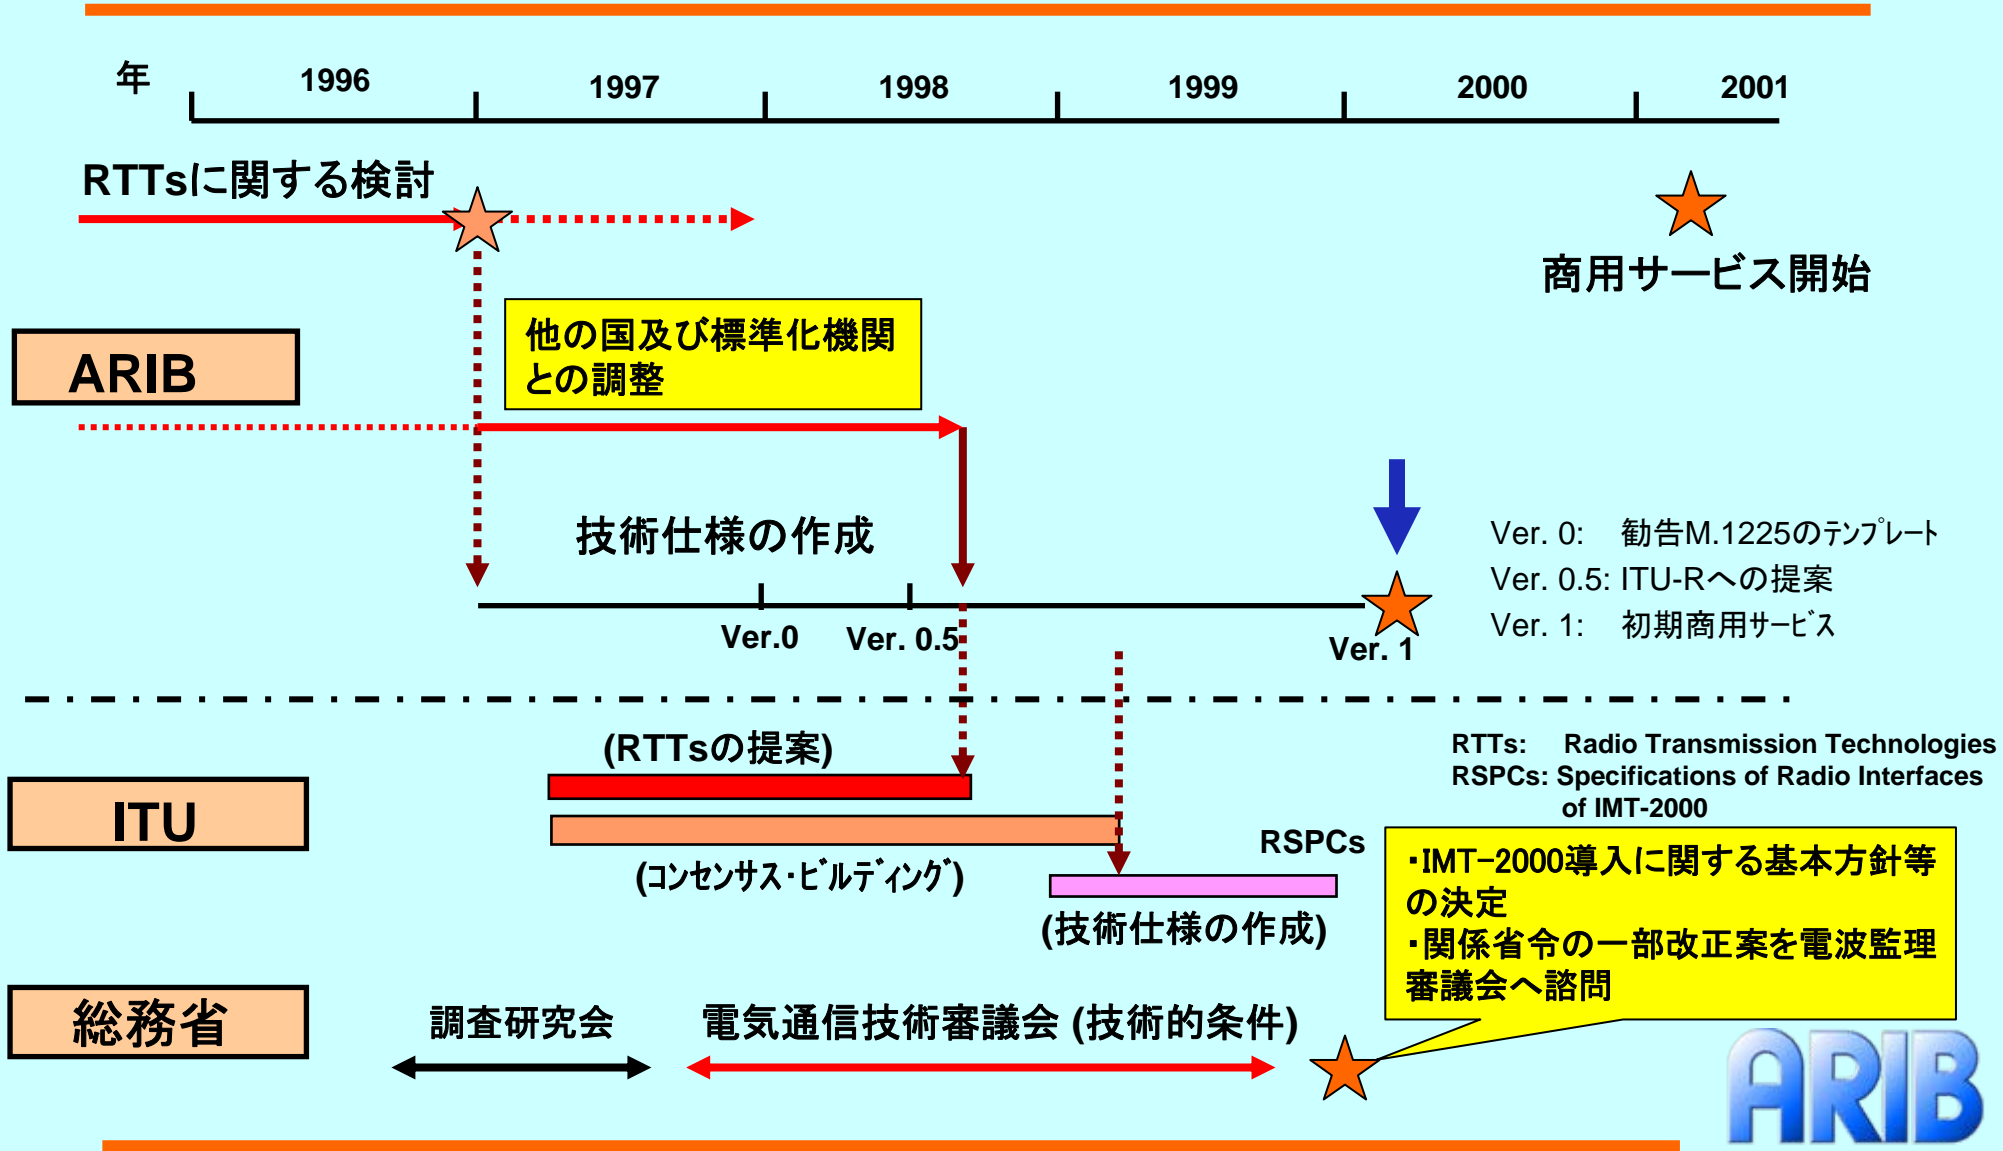 年 1996 1997 1998 1999 2000 2001
RTTsに関する検討
商用サービス開始
他の国及び標準化機関
との調整
ARIB
技術仕様の作成
Ver. 0: 勧告M.1225のﾃﾝﾌﾟﾚｰﾄ
Ver. 0.5: ITU-Rへの提案
Ver. 1: 初期商用ｻｰﾋﾞｽ
Ver.0 Ver. 0.5 Ver. 1
(RTTsの提案)
RTTs: Radio Transmission Technologies
RSPCs: Specifications of Radio Interfaces
of IMT-2000
ITU
RSPCs
(ｺﾝｾﾝｻｽ･ﾋﾞﾙﾃﾞｨﾝｸﾞ)
(技術仕様の作成)
・IMT-2000導入に関する基本方針等
の決定
・関係省令の一部改正案を電波監理
審議会へ諮問
総務省
調査研究会
電気通信技術審議会 (技術的条件)
ARIB